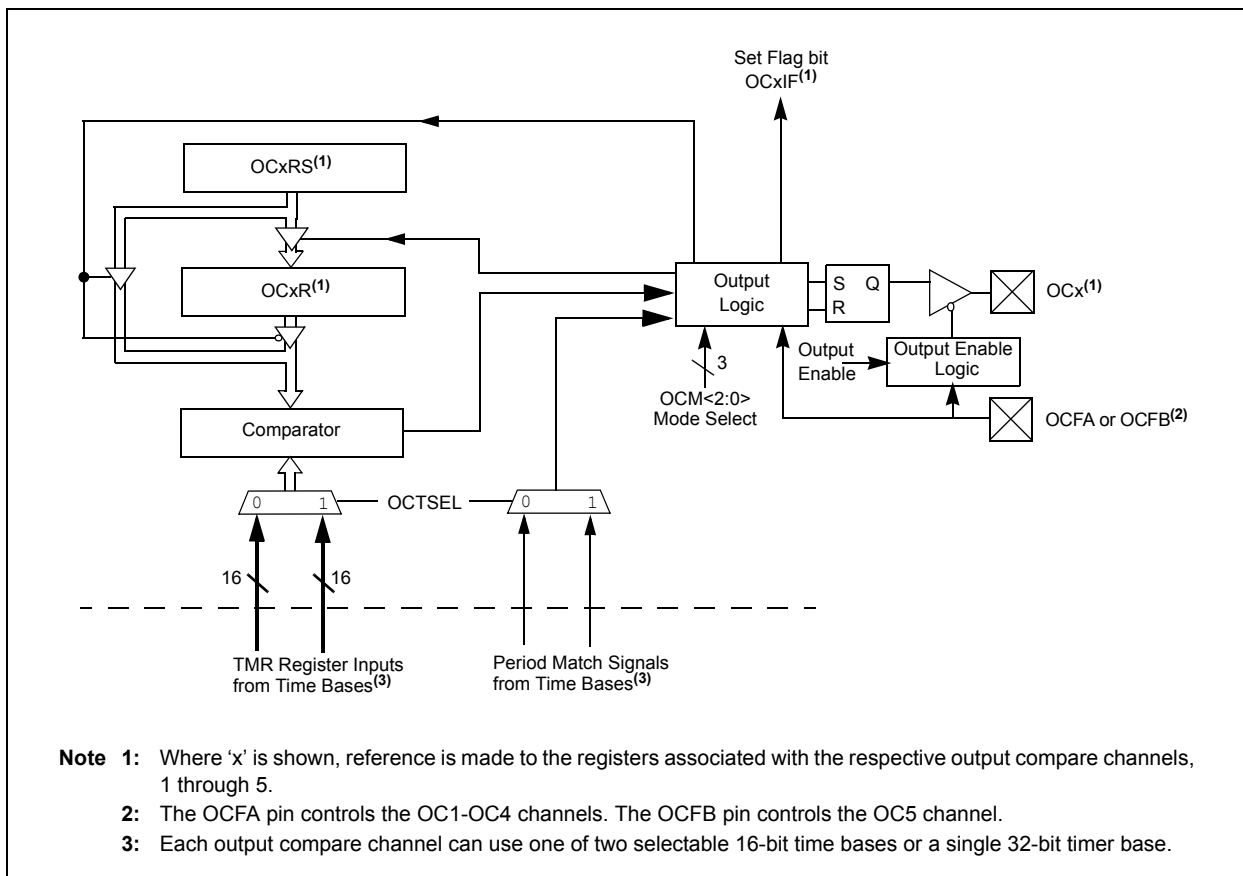 Set Flag bit
OCxIF(1)
OCxRS(1)
OCxR(1)
Output
Logic
S Q
R
OCx(1)
Output
Enable
Output Enable
Logic
3
OCM<2:0>
Mode Select
OCFA or OCFB(2)
Comparator
0 1
OCTSEL
0 1
16
16
TMR Register Inputs
from Time Bases(3)
Period Match Signals
from Time Bases(3)
Note 1: Where ‘x’ is shown, reference is made to the registers associated with the respective output compare channels,
1 through 5.
2: The OCFA pin controls the OC1-OC4 channels. The OCFB pin controls the OC5 channel.
3: Each output compare channel can use one of two selectable 16-bit time bases or a single 32-bit timer base.